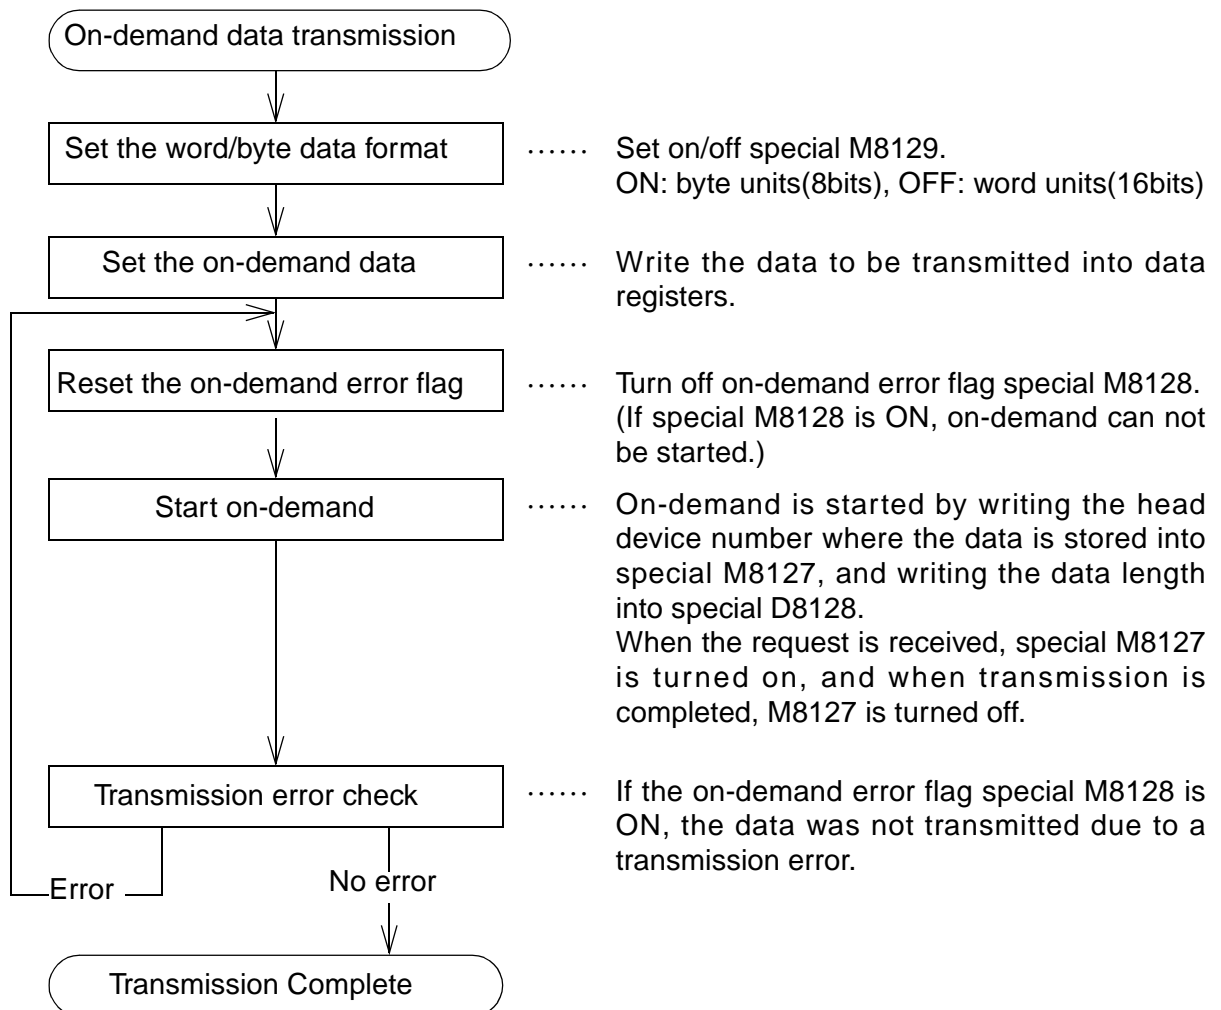 On-demand data transmission
Set the word/byte data format
...... Set on/off special M8129.
ON: byte units(8bits), OFF: word units(16bits)
Set the on-demand data
...... Write the data to be transmitted into data
registers.
Reset the on-demand error flag
...... Turn off on-demand error flag special M8128.
(If special M8128 is ON, on-demand can not
be started.)
Start on-demand
...... On-demand is started by writing the head
device number where the data is stored into
special M8127, and writing the data length
into special D8128.
When the request is received, special M8127
is turned on, and when transmission is
completed, M8127 is turned off.
Transmission error check
...... If the on-demand error flag special M8128 is
ON, the data was not transmitted due to a
transmission error.
Error
No error
Transmission Complete